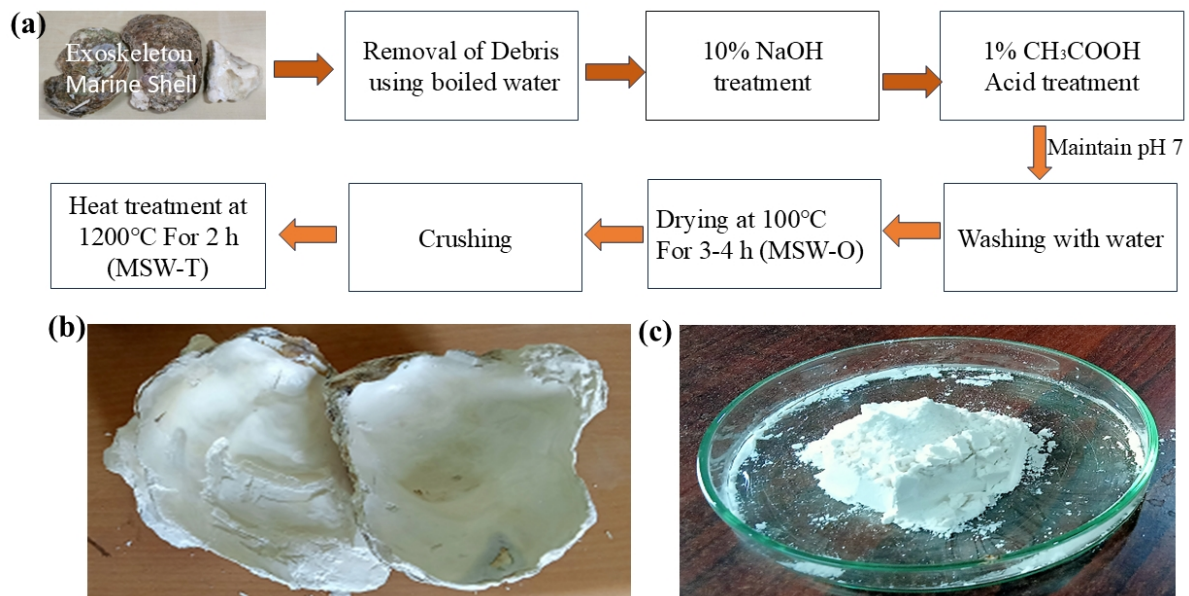 (a)
Exoskeleton
Marine Shell
Removal of Debris
using boiled water
10% NaOH
treatment
1% CH₃COOH
Acid treatment
Maintain pH 7
Heat treatment at
1200°C For 2 h
(MSW-T)
Crushing
Drying at 100°C
For 3-4 h (MSW-O)
Washing with water
(b)
(c)